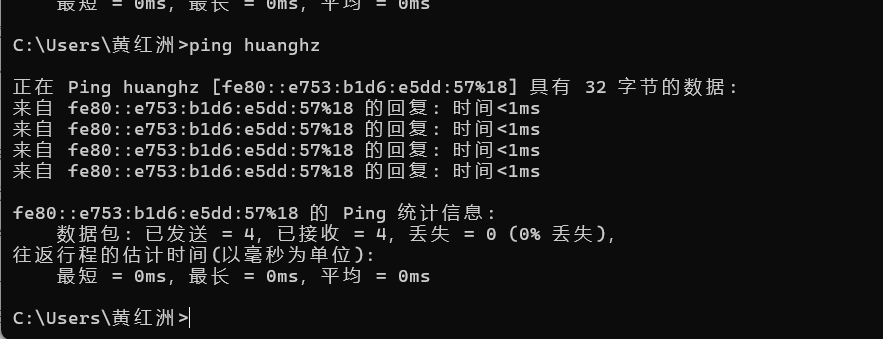 最短 = 0ms，最长 = 0ms，平均 = 0ms
C:\Users\黄红洲>ping huanghz
正在 Ping huanghz [fe80::e753:b1d6:e5dd:57%18] 具有 32 字节的数据:
来自 fe80::e753:b1d6:e5dd:57%18 的回复: 时间<1ms
来自 fe80::e753:b1d6:e5dd:57%18 的回复: 时间<1ms
来自 fe80::e753:b1d6:e5dd:57%18 的回复: 时间<1ms
来自 fe80::e753:b1d6:e5dd:57%18 的回复: 时间<1ms
fe80::e753:b1d6:e5dd:57%18 的 Ping 统计信息:
数据包: 已发送 = 4，已接收 = 4，丢失 = 0 (0% 丢失)，
往返行程的估计时间(以毫秒为单位):
最短 = 0ms，最长 = 0ms，平均 = 0ms
C:\Users\黄红洲>